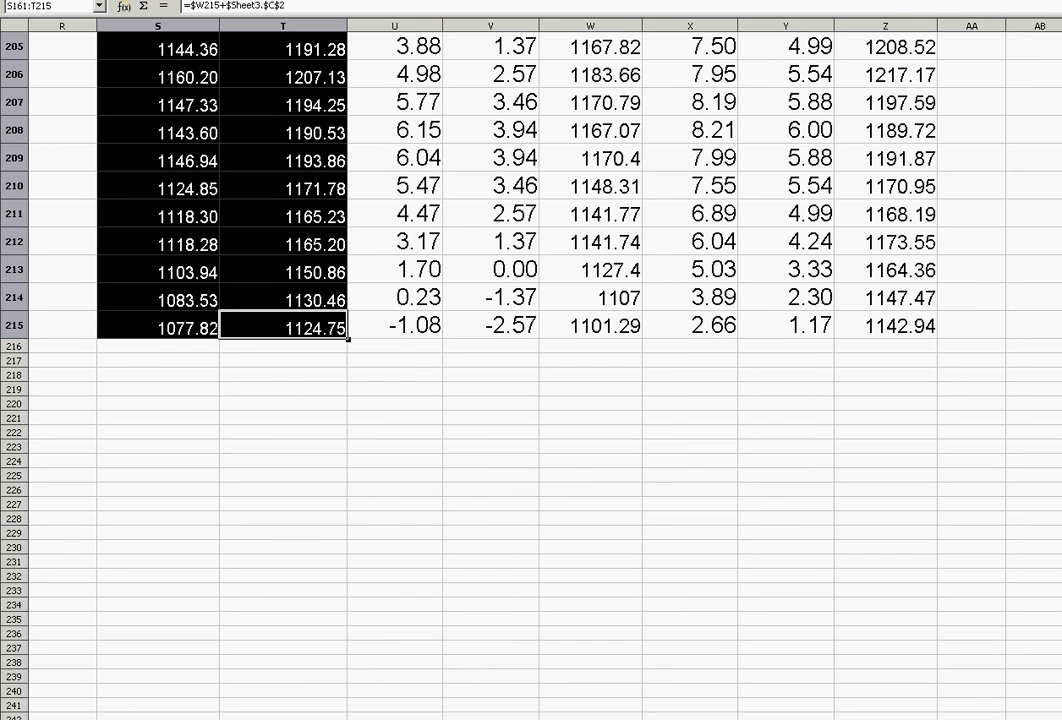 S161:T215 f(x) Σ = =$W215+$Sheet3.$C$2
R S T U V W X Y Z AA AB
205 1144.36 1191.28 3.88 1.37 1167.82 7.50 4.99 1208.52
206 1160.20 1207.13 4.98 2.57 1183.66 7.95 5.54 1217.17
207 1147.33 1194.25 5.77 3.46 1170.79 8.19 5.88 1197.59
208 1143.60 1190.53 6.15 3.94 1167.07 8.21 6.00 1189.72
209 1146.94 1193.86 6.04 3.94 1170.4 7.99 5.88 1191.87
210 1124.85 1171.78 5.47 3.46 1148.31 7.55 5.54 1170.95
211 1118.30 1165.23 4.47 2.57 1141.77 6.89 4.99 1168.19
212 1118.28 1165.20 3.17 1.37 1141.74 6.04 4.24 1173.55
213 1103.94 1150.86 1.70 0.00 1127.4 5.03 3.33 1164.36
214 1083.53 1130.46 0.23 -1.37 1107 3.89 2.30 1147.47
215 1077.82 1124.75 -1.08 -2.57 1101.29 2.66 1.17 1142.94
216
217
218
219
220
221
222
223
224
225
226
227
228
229
230
231
232
233
234
235
236
237
238
239
240
241